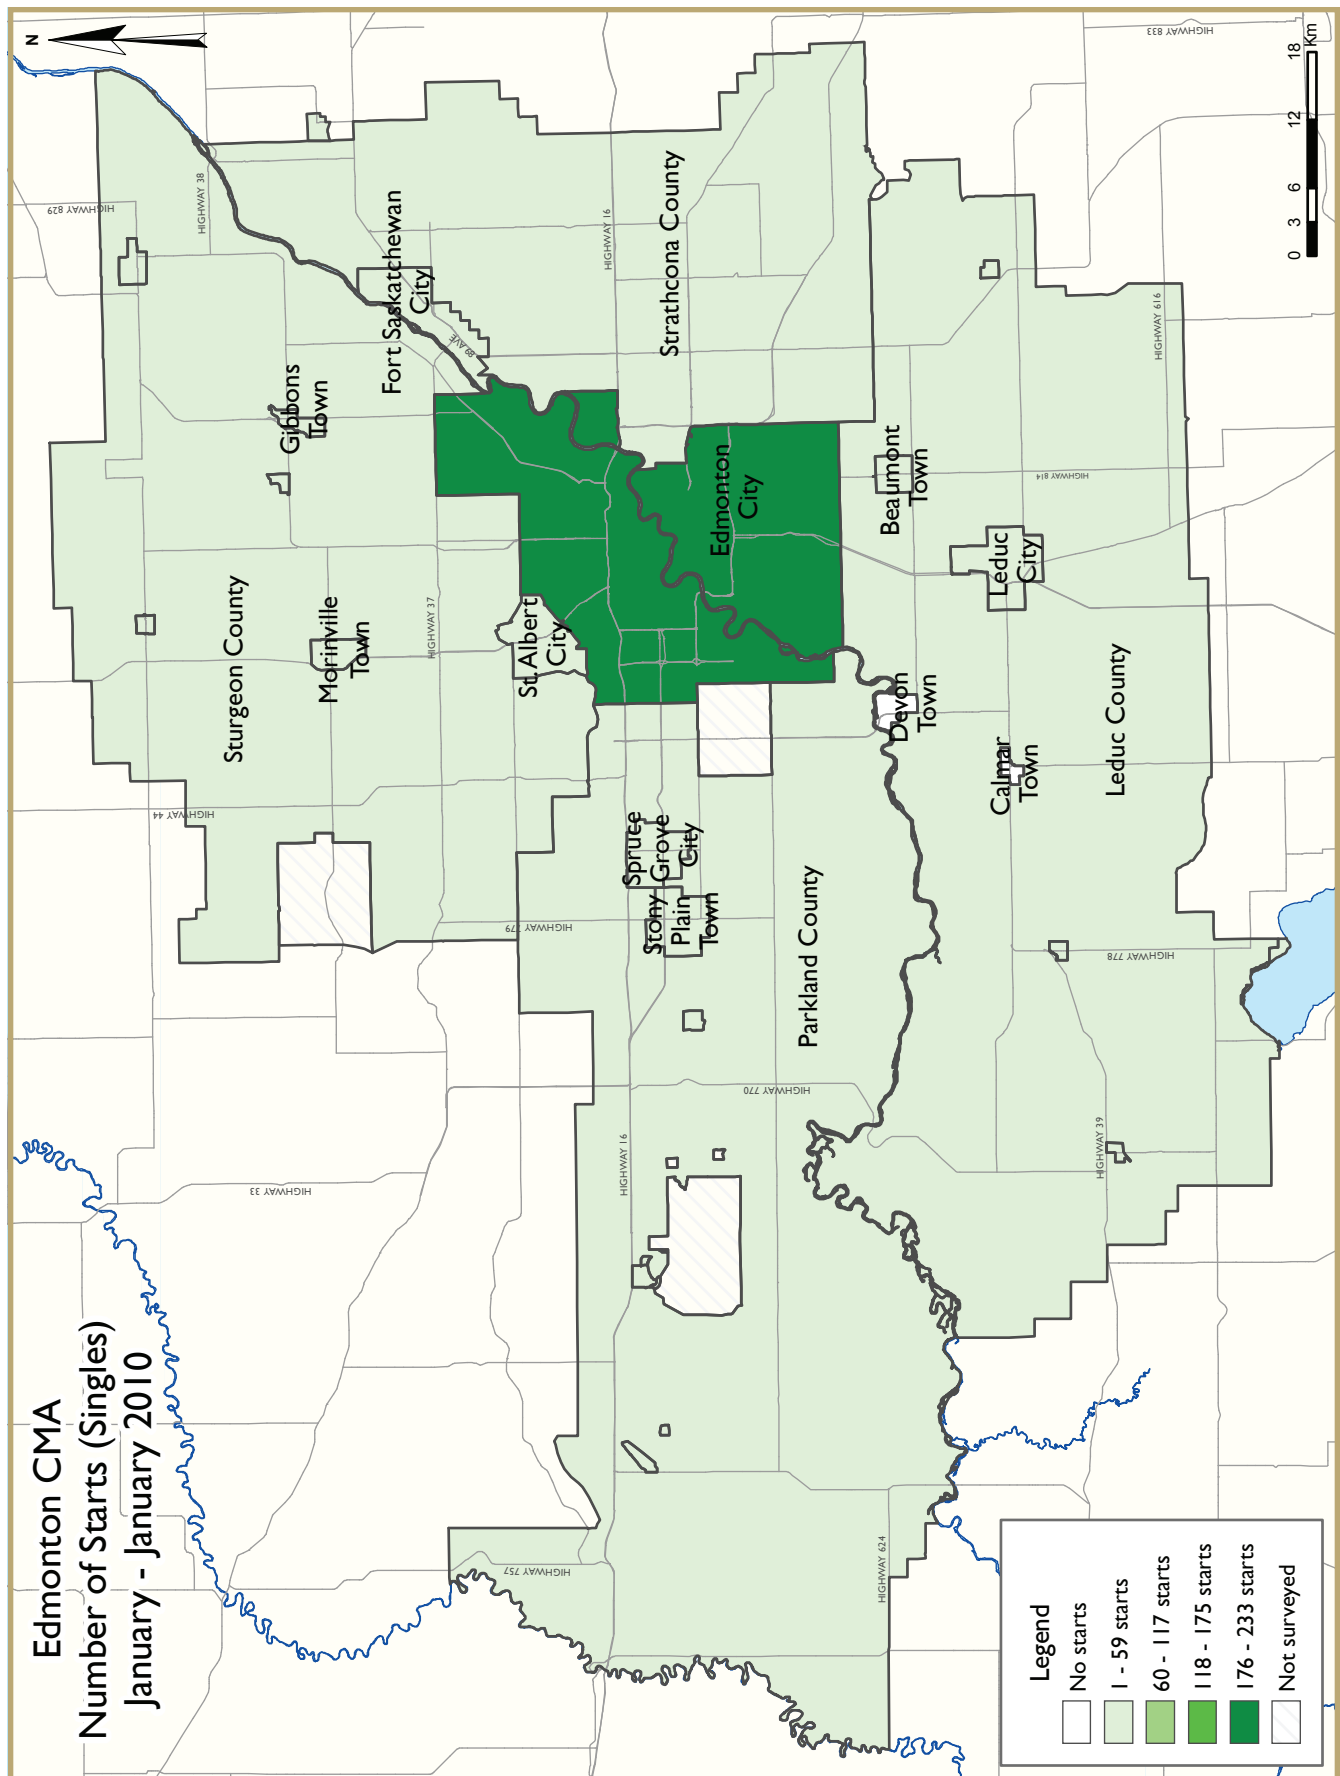 Edmonton CMA
Number of Starts (Singles)
January - January 2010
N
HIGHWAY 829
HIGHWAY 38
HIGHWAY 833
HIGHWAY 44
HIGHWAY 37
HIGHWAY 16
HIGHWAY 779
HIGHWAY 33
HIGHWAY 16
HIGHWAY 770
HIGHWAY 757
HIGHWAY 624
HIGHWAY 39
HIGHWAY 778
HIGHWAY 814
HIGHWAY 616
89 AVE
Sturgeon County
Gibbons
Town
Morinville
Town
Fort Saskatchewan
City
St. Albert
City
Strathcona County
Edmonton
City
Spruce
Grove
City
Stony
Plain
Town
Parkland County
Beaumont
Town
Devon
Town
Leduc
City
Calmar
Town
Leduc County
Legend
No starts
1 - 59 starts
60 - 117 starts
118 - 175 starts
176 - 233 starts
Not surveyed
0 3 6 12 18
Km